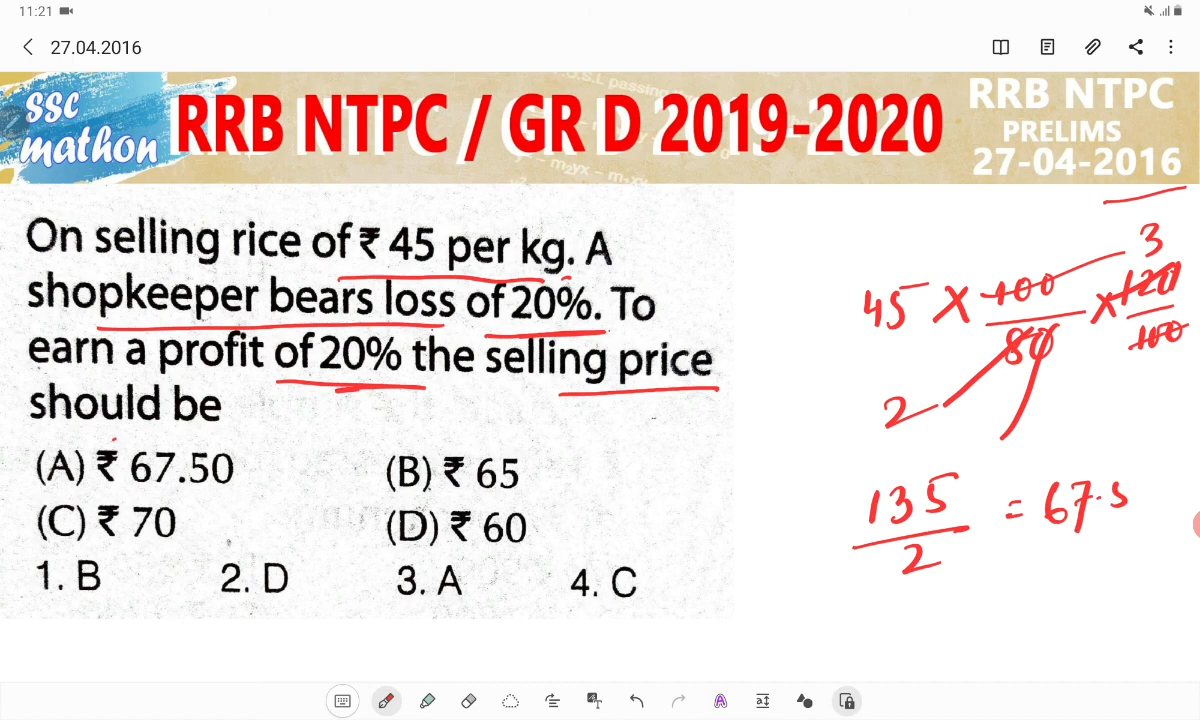 11:21
27.04.2016
SSC
mathon
RRB NTPC / GR D 2019-2020
RRB NTPC
PRELIMS
27-04-2016
On selling rice of ₹ 45 per kg. A
shopkeeper bears loss of 20%. To
earn a profit of 20% the selling price
should be
(A) ₹ 67.50 (B) ₹ 65
(C) ₹ 70 (D) ₹ 60
1. B 2. D 3. A 4. C
3
45 × 100 × 120
80 100
2
135 = 67.5
2